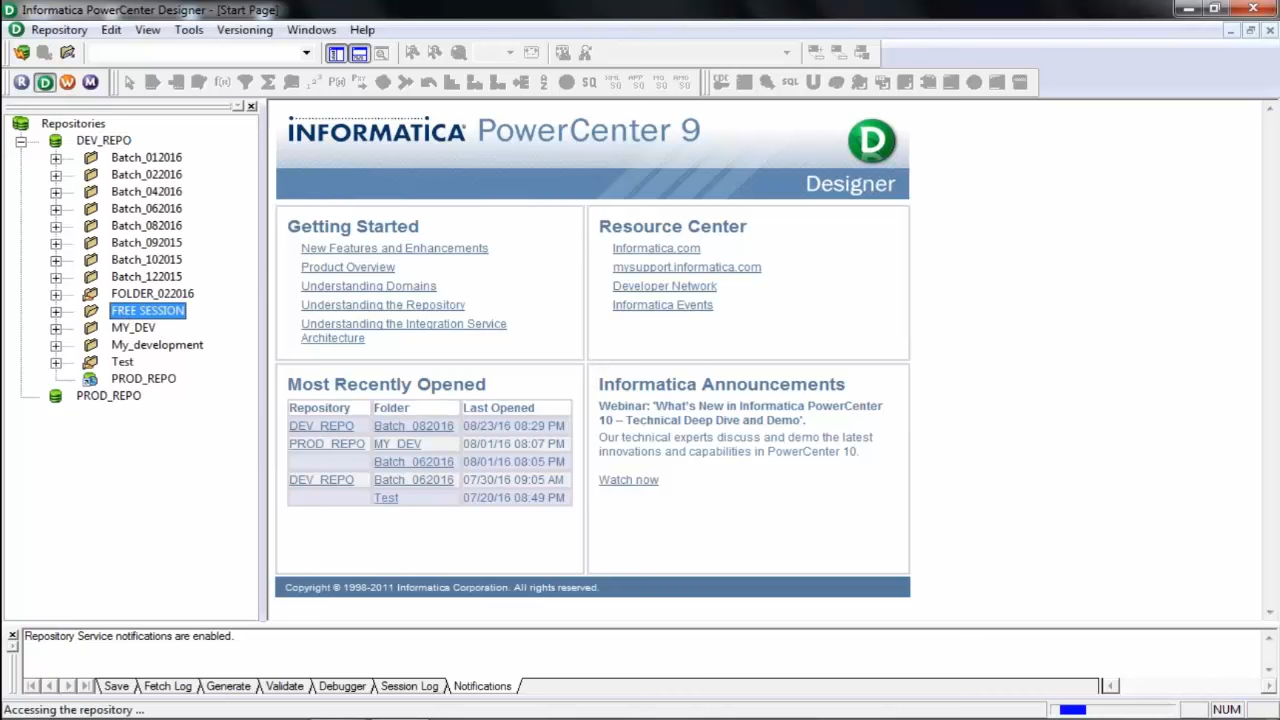 Informatica PowerCenter Designer - [Start Page]
Repository Edit View Tools Versioning Windows Help
R D W M
Repositories
DEV_REPO
Batch_012016
Batch_022016
Batch_042016
Batch_062016
Batch_082016
Batch_092015
Batch_102015
Batch_122015
FOLDER_022016
FREE SESSION
MY_DEV
My_development
Test
PROD_REPO
PROD_REPO
INFORMATICA PowerCenter 9
D
Designer
Getting Started
New Features and Enhancements
Product Overview
Understanding Domains
Understanding the Repository
Understanding the Integration Service
Architecture
Resource Center
Informatica.com
mysupport.informatica.com
Developer Network
Informatica Events
Most Recently Opened
Repository Folder Last Opened
DEV_REPO Batch_082016 08/23/16 08:29 PM
PROD_REPO MY_DEV 08/01/16 08:07 PM
Batch_062016 08/01/16 08:05 PM
DEV_REPO Batch_062016 07/30/16 09:05 AM
Test 07/20/16 08:49 PM
Informatica Announcements
Webinar: 'What's New in Informatica PowerCenter
10 – Technical Deep Dive and Demo'.
Our technical experts discuss and demo the latest
innovations and capabilities in PowerCenter 10.
Watch now
Copyright © 1998-2011 Informatica Corporation. All rights reserved.
Repository Service notifications are enabled.
Save Fetch Log Generate Validate Debugger Session Log Notifications
Accessing the repository ...
NUM